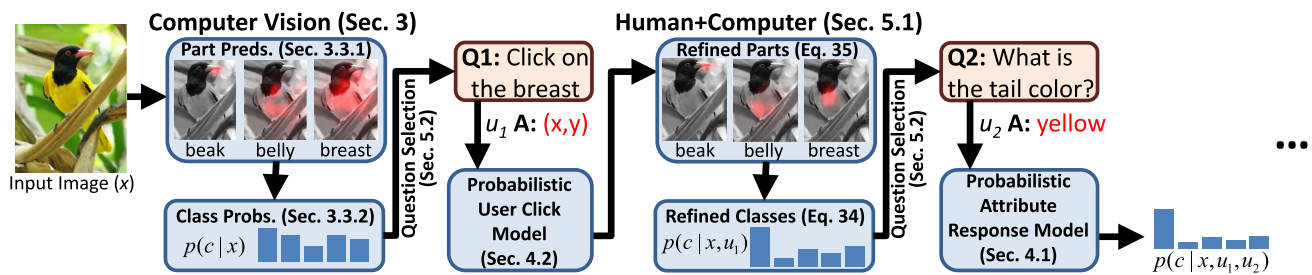 Computer Vision (Sec. 3)
Part Preds. (Sec. 3.3.1)
beak belly breast
Input Image (x)
Class Probs. (Sec. 3.3.2)
p(c | x)
Question Selection
(Sec. 5.2)
Q1: Click on
the breast
u1 A: (x,y)
Probabilistic
User Click
Model
(Sec. 4.2)
Human+Computer (Sec. 5.1)
Refined Parts (Eq. 35)
beak belly breast
Refined Classes (Eq. 34)
p(c | x,u1)
Question Selection
(Sec. 5.2)
Q2: What is
the tail color?
u2 A: yellow
Probabilistic
Attribute
Response Model
(Sec. 4.1)
p(c | x,u1,u2)
...